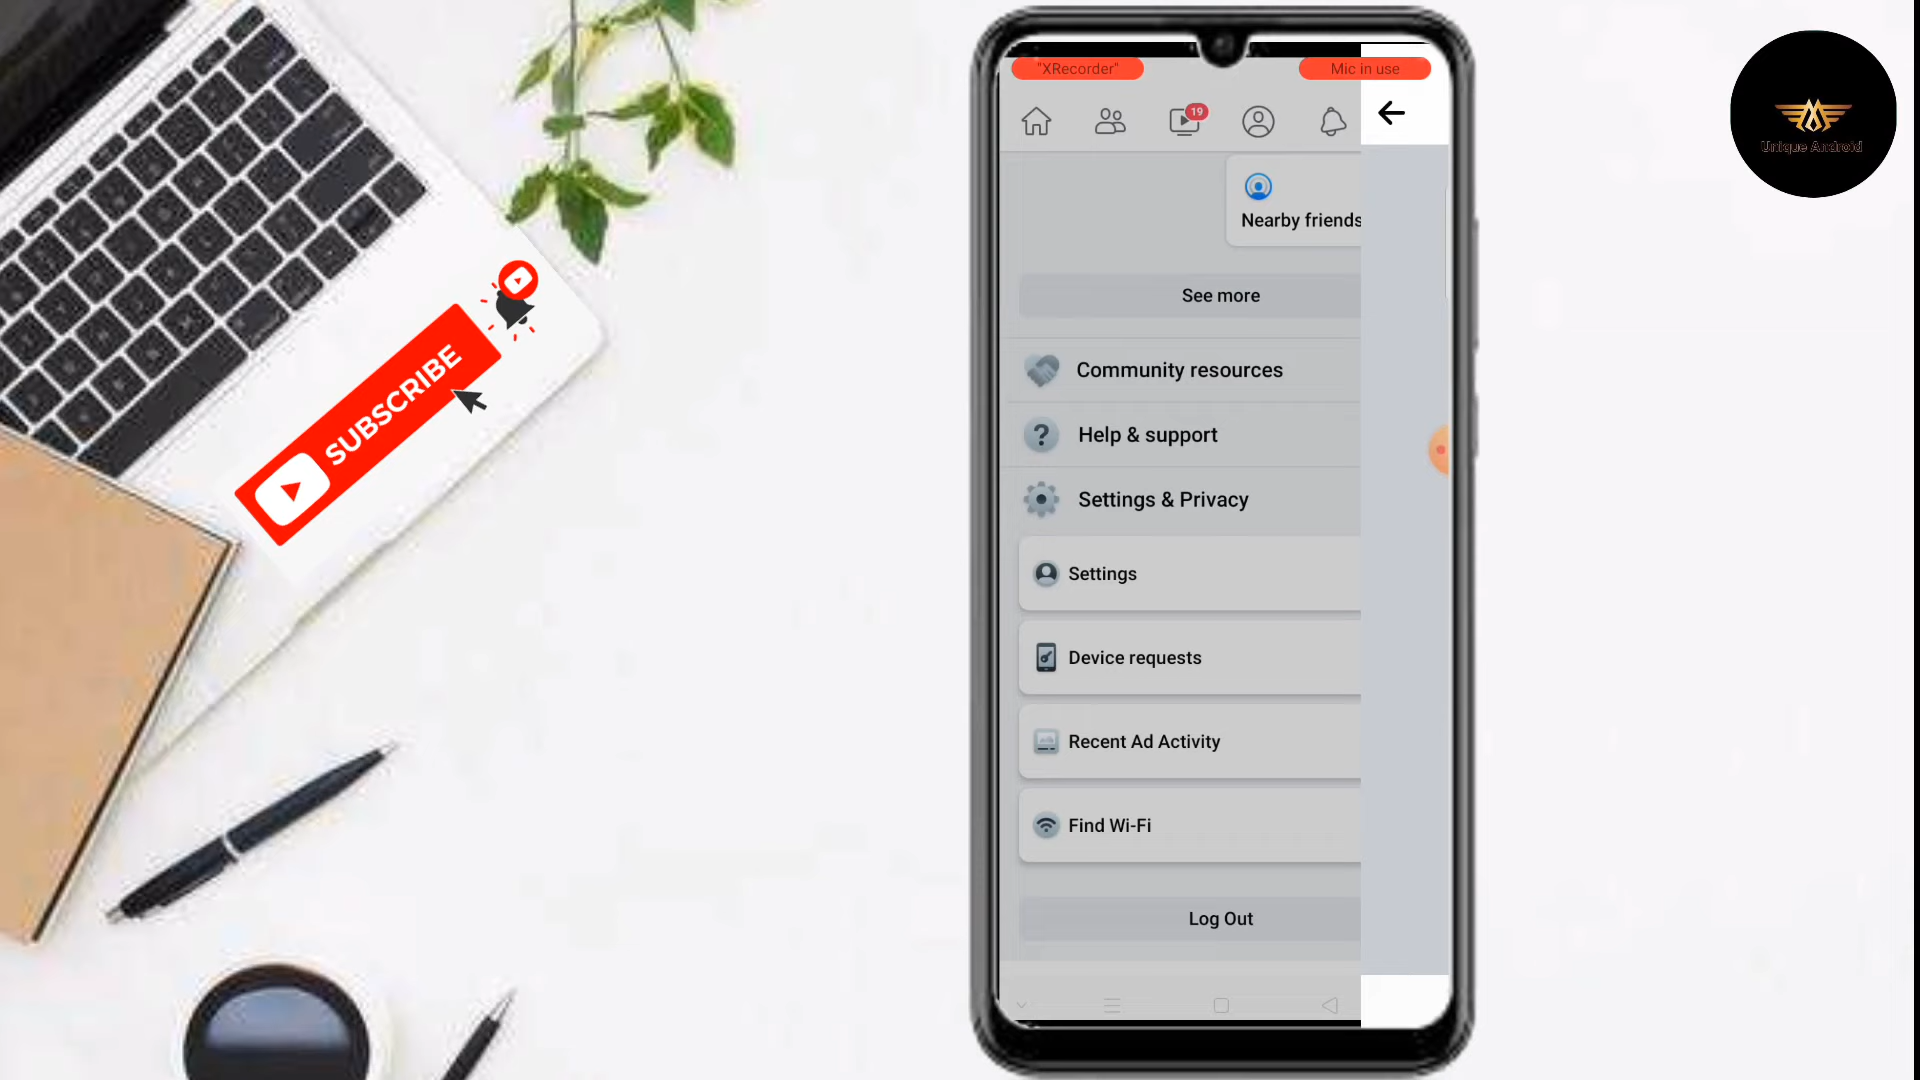 "XRecorder"
Mic in use
19
Nearby friends
See more
Community resources
Help & support
Settings & Privacy
Settings
Device requests
Recent Ad Activity
Find Wi-Fi
Log Out
SUBSCRIBE
Unique Android